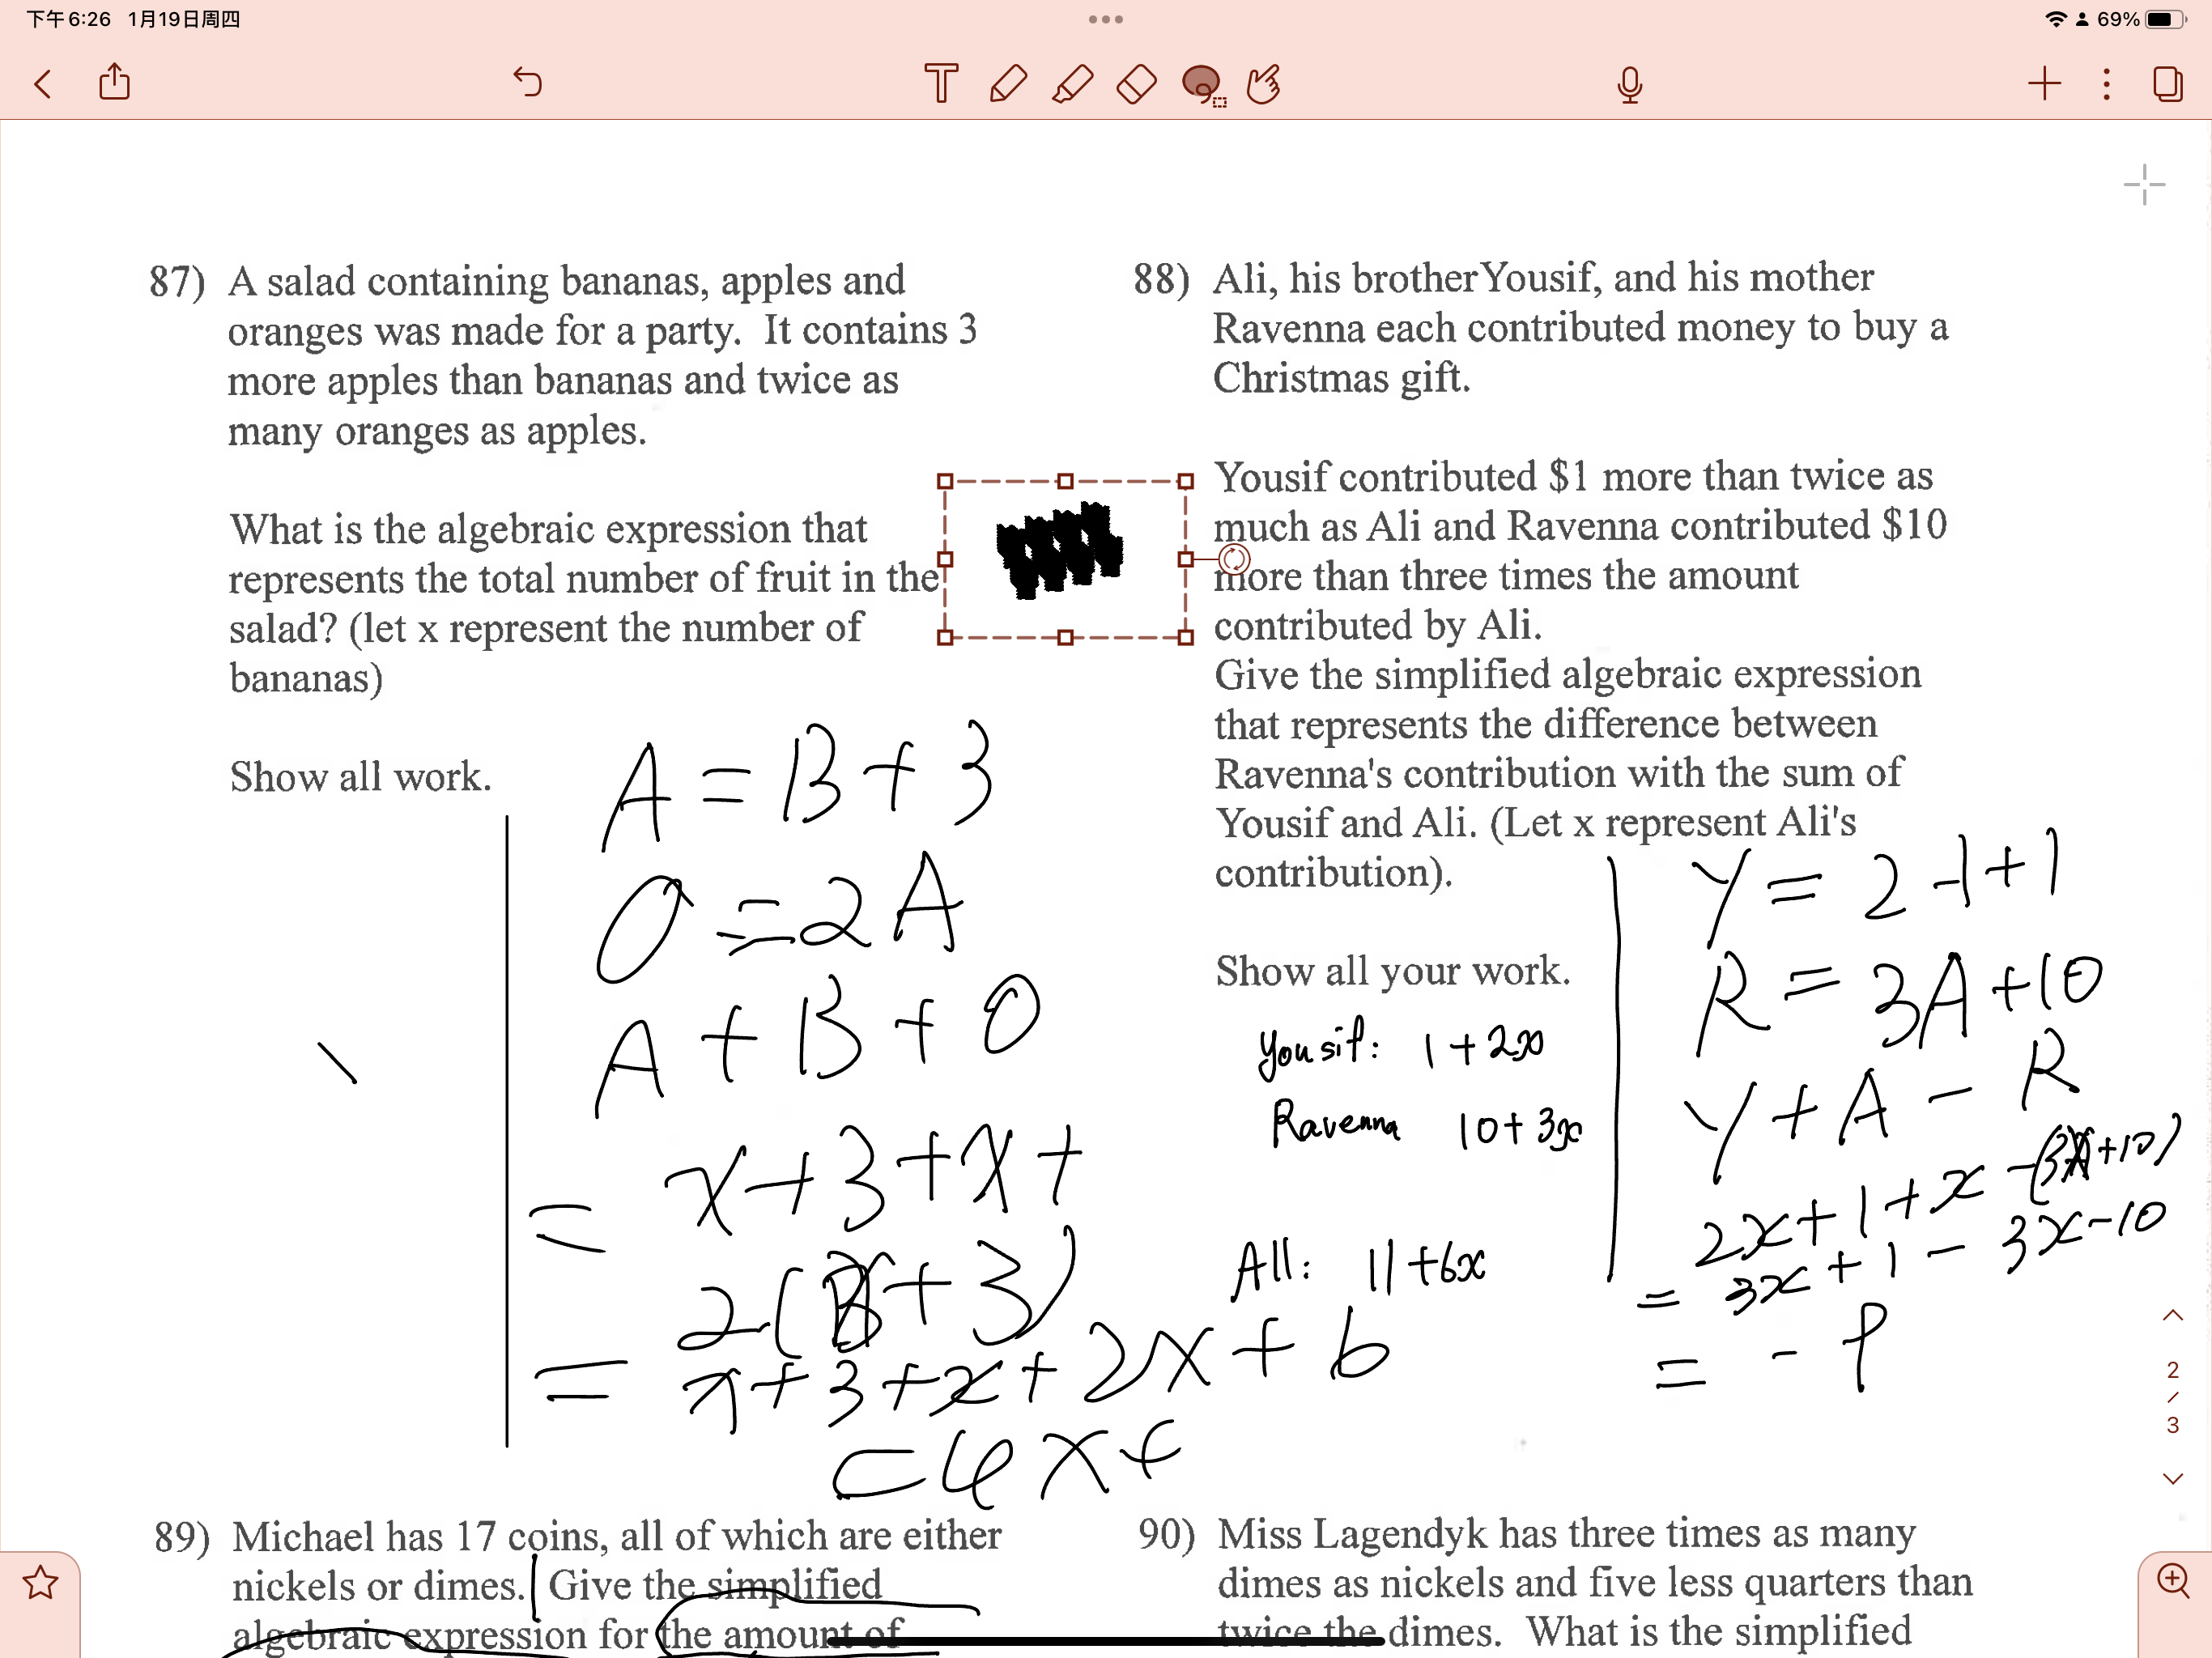 下午6:26 1月19日周四
69%
87) A salad containing bananas, apples and
oranges was made for a party. It contains 3
more apples than bananas and twice as
many oranges as apples.
What is the algebraic expression that
represents the total number of fruit in the
salad? (let x represent the number of
bananas)
Show all work.
A = B + 3
O = 2A
A + B + O
= x + 3 + x +
2(x + 3)
= x + 3 + x + 2x + 6
= 4x +
88) Ali, his brother Yousif, and his mother
Ravenna each contributed money to buy a
Christmas gift.
Yousif contributed $1 more than twice as
much as Ali and Ravenna contributed $10
more than three times the amount
contributed by Ali.
Give the simplified algebraic expression
that represents the difference between
Ravenna's contribution with the sum of
Yousif and Ali. (Let x represent Ali's
contribution).
Show all your work.
Yousif: 1 + 2x
Ravenna 10 + 3x
All: 11 + 6x
Y = 2A + 1
R = 3A + 10
Y + A - R
2x + 1 + x - (3x + 10)
= 3x + 1 - 3x - 10
= - 9
2
/
3
89) Michael has 17 coins, all of which are either
nickels or dimes. Give the simplified
algebraic expression for the amount of
90) Miss Lagendyk has three times as many
dimes as nickels and five less quarters than
twice the dimes. What is the simplified